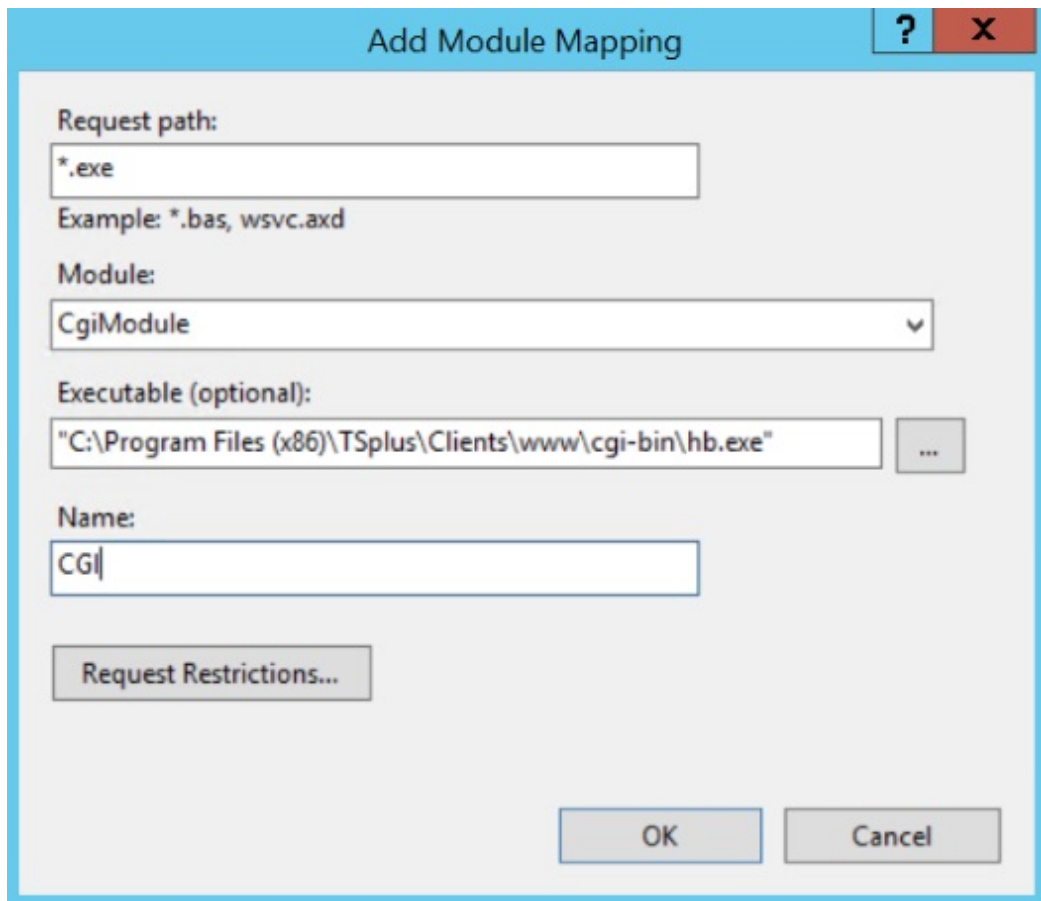 Add Module Mapping
?
X
Request path:
*.exe
Example: *.bas, wsvc.axd
Module:
CgiModule
Executable (optional):
"C:\Program Files (x86)\TSplus\Clients\www\cgi-bin\hb.exe"
...
Name:
CGI
Request Restrictions...
OK
Cancel